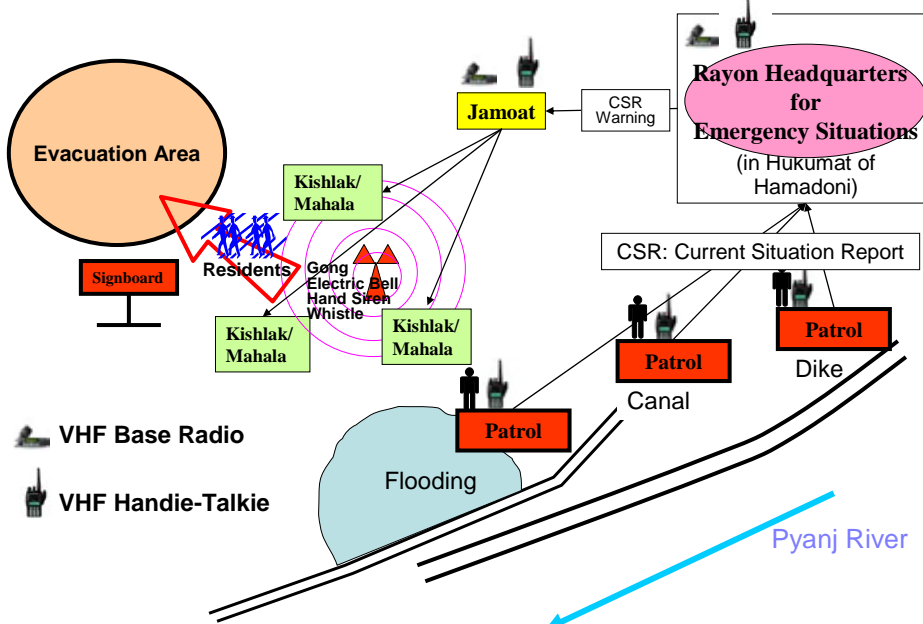 Rayon Headquarters
for
Emergency Situations
(in Hukumat of
Hamadoni)
CSR
Warning
Jamoat
Evacuation Area
Kishlak/
Mahala
Residents
Gong
Electric Bell
Hand Siren
Whistle
Signboard
Kishlak/
Mahala
Kishlak/
Mahala
CSR: Current Situation Report
Patrol
Dike
Patrol
Canal
Patrol
Flooding
VHF Base Radio
VHF Handie-Talkie
Pyanj River